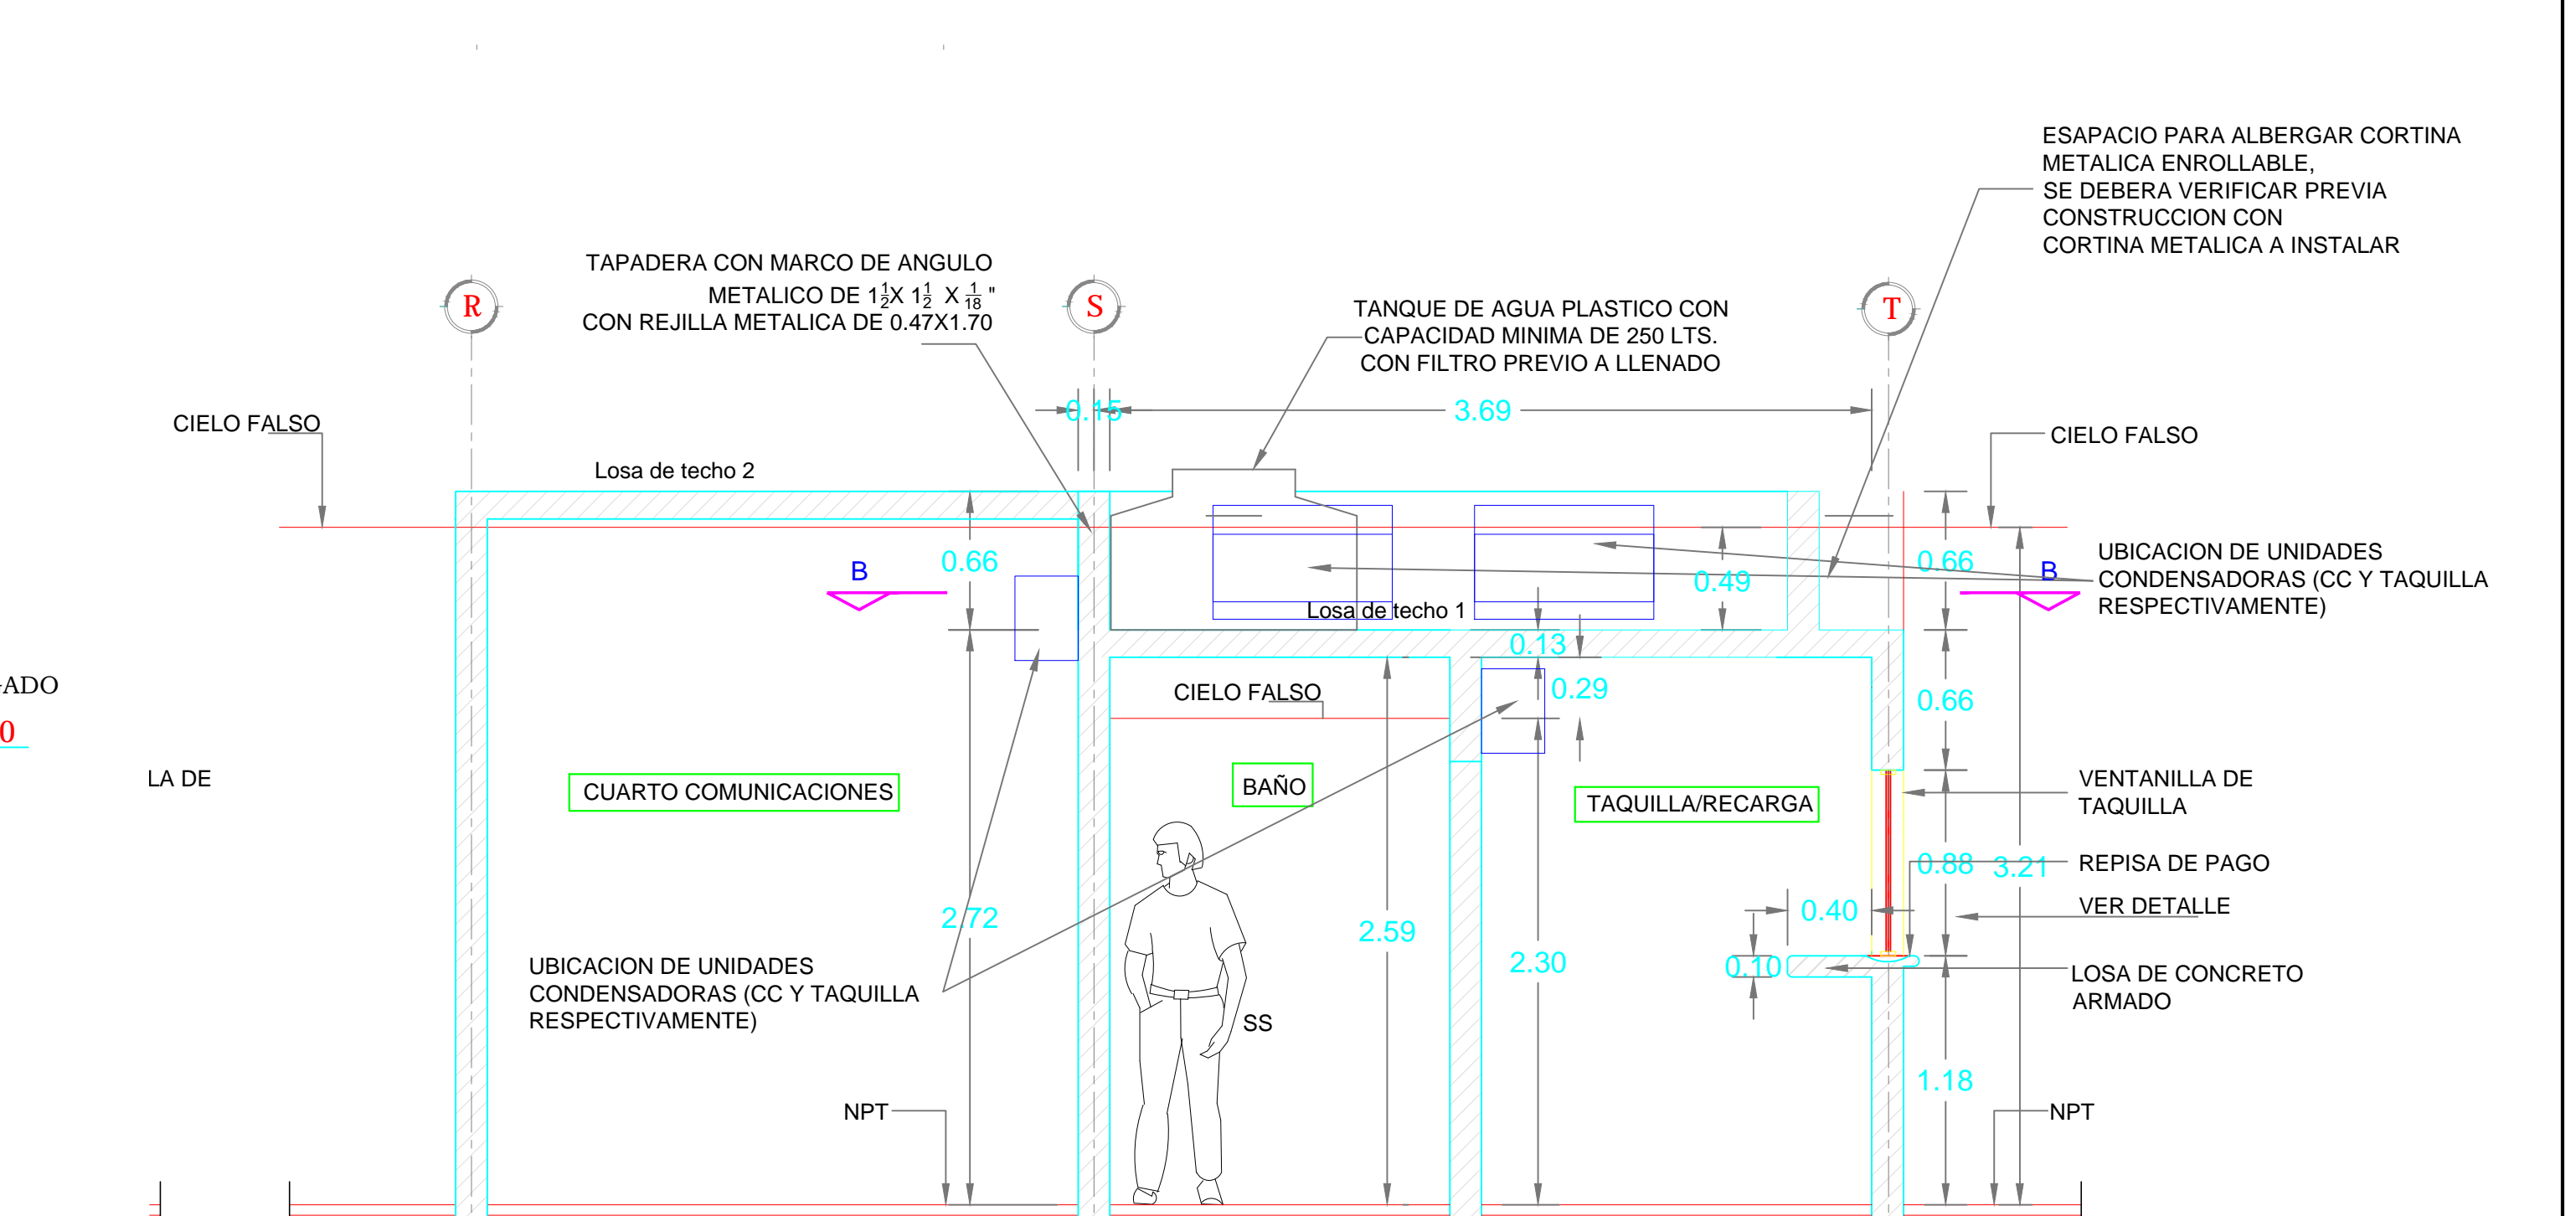 ESAPACIO PARA ALBERGAR CORTINA
METALICA ENROLLABLE,
SE DEBERA VERIFICAR PREVIA
CONSTRUCCION CON
CORTINA METALICA A INSTALAR
TAPADERA CON MARCO DE ANGULO
METALICO DE 1 1/2 X 1 1/2 X 1/18 "
CON REJILLA METALICA DE 0.47X1.70
R
S
T
TANQUE DE AGUA PLASTICO CON
CAPACIDAD MINIMA DE 250 LTS.
CON FILTRO PREVIO A LLENADO
0.15
3.69
CIELO FALSO
CIELO FALSO
Losa de techo 2
0.66
B
0.49
0.66
B
UBICACION DE UNIDADES
CONDENSADORAS (CC Y TAQUILLA
RESPECTIVAMENTE)
Losa de techo 1
0.13
CIELO FALSO
0.29
0.66
GADO
0
LA DE
CUARTO COMUNICACIONES
BAÑO
TAQUILLA/RECARGA
VENTANILLA DE
TAQUILLA
0.88
3.21
REPISA DE PAGO
2.72
2.59
0.40
VER DETALLE
2.30
0.10
UBICACION DE UNIDADES
CONDENSADORAS (CC Y TAQUILLA
RESPECTIVAMENTE)
LOSA DE CONCRETO
ARMADO
SS
1.18
NPT
NPT